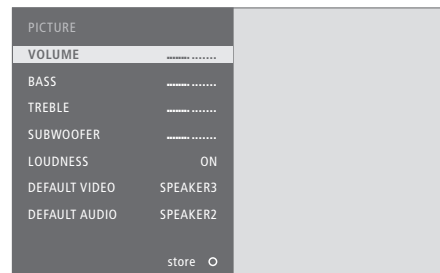 PICTURE
VOLUME
BASS
TREBLE
SUBWOOFER
LOUDNESS ON
DEFAULT VIDEO SPEAKER3
DEFAULT AUDIO SPEAKER2
store